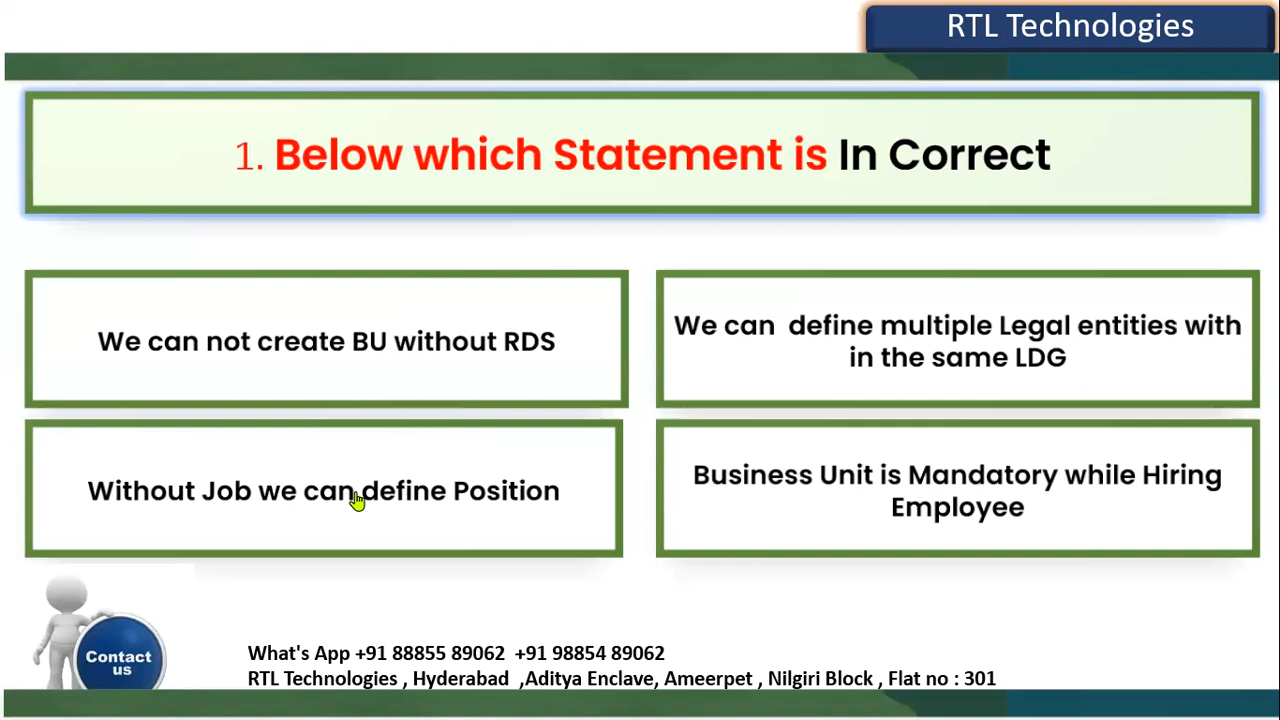 RTL Technologies
1. Below which Statement is In Correct
We can not create BU without RDS
We can define multiple Legal entities with
in the same LDG
Without Job we can define Position
Business Unit is Mandatory while Hiring
Employee
Contact
us
What's App +91 88855 89062 +91 98854 89062
RTL Technologies , Hyderabad ,Aditya Enclave, Ameerpet , Nilgiri Block , Flat no : 301